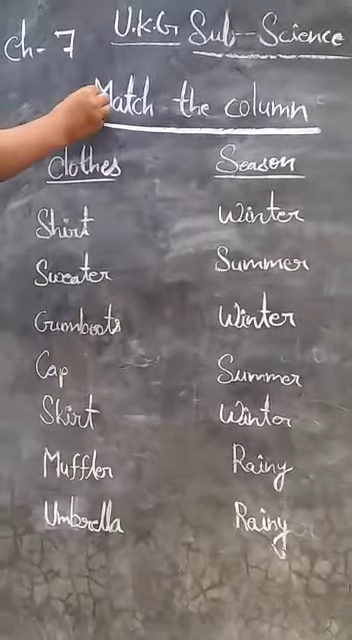 Ch- 7 U.K.G Sub-- Science
Match the column
Clothes Season
Shirt Winter
Sweater Summer
Gumboots Winter
Cap Summer
Skirt Winter
Muffler Rainy
Umbrella Rainy